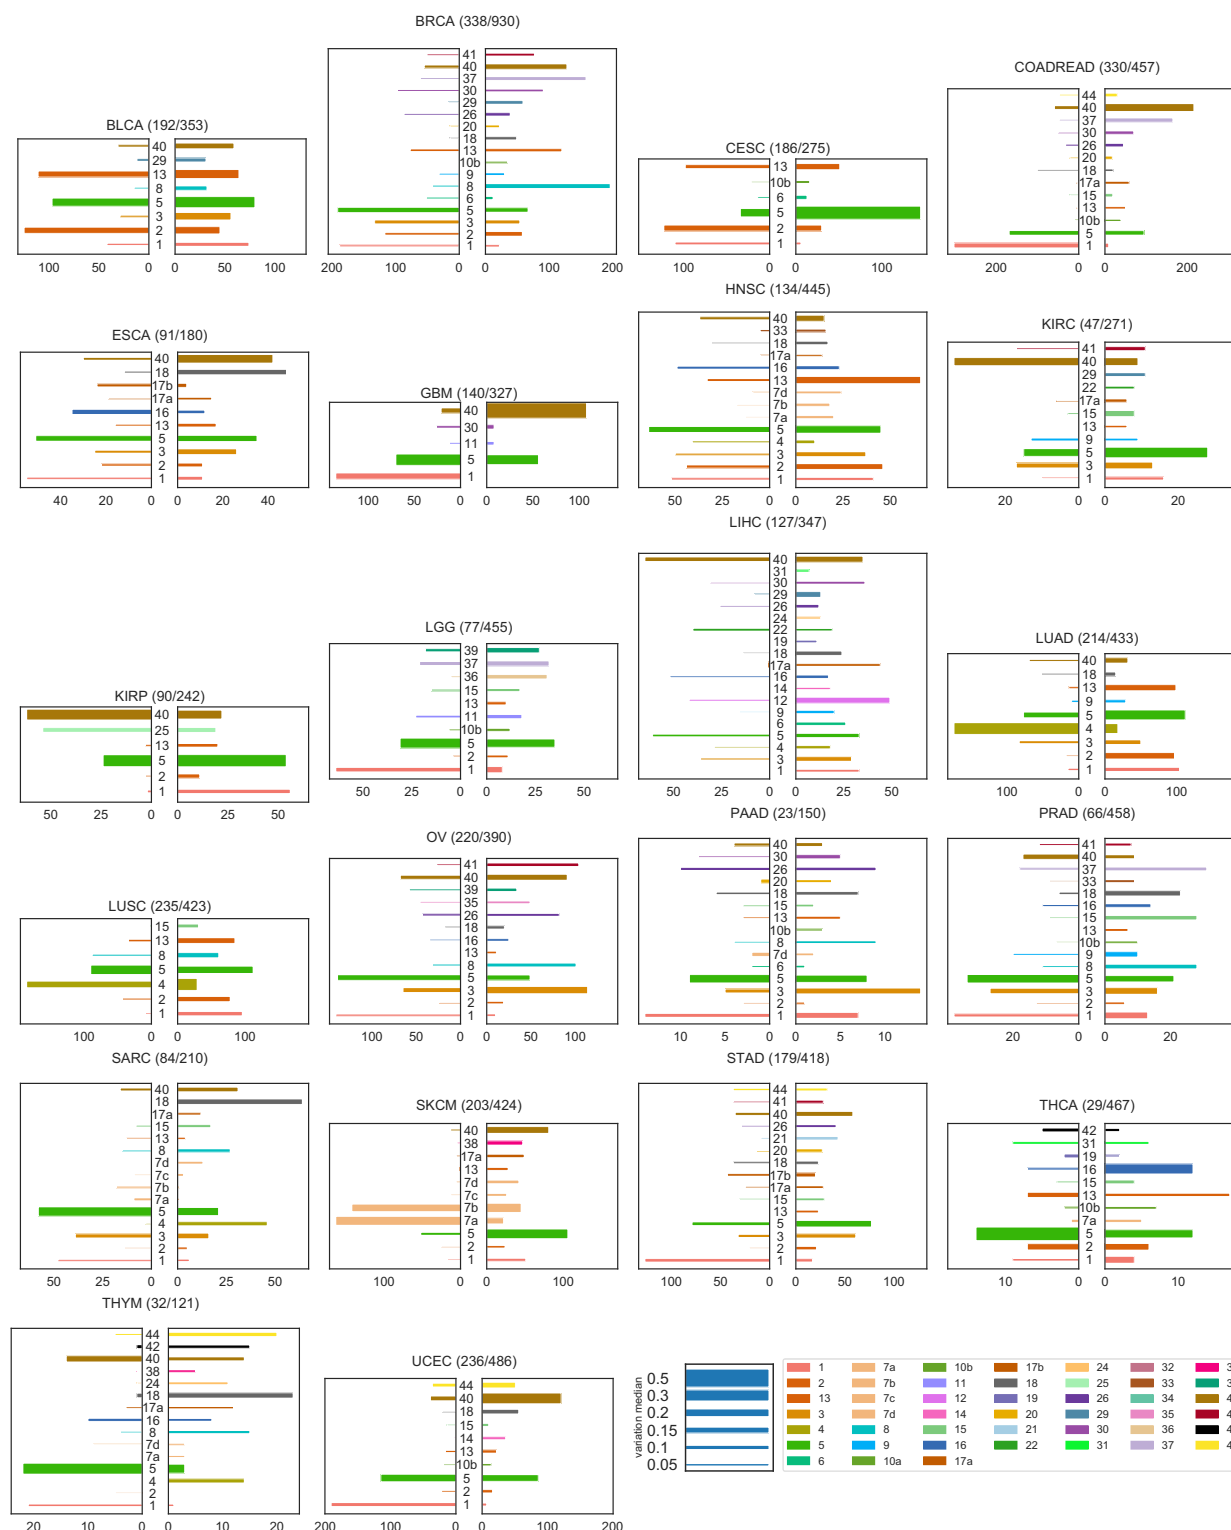 BRCA (338/930)
41
40
37
30
29
26
20
18
13
10b
9
8
6
5
3
2
1
200 100 0 0 50 100 150 200
COADREAD (330/457)
44
40
37
30
26
20
18
17a
15
13
10b
5
1
200 0 0 200
BLCA (192/353)
40
29
13
8
5
3
2
1
100 50 0 0 50 100
CESC (186/275)
13
10b
6
5
2
1
100 0 0 100
HNSC (134/445)
40
33
18
17a
16
13
7d
7b
7a
5
4
3
2
1
50 25 0 0 25 50
ESCA (91/180)
40
18
17b
17a
16
13
5
3
2
1
40 20 0 0 20 40
GBM (140/327)
40
30
11
5
1
100 50 0 0 50 100
KIRC (47/271)
41
40
29
22
17a
15
13
9
5
3
1
20 0 0 20
LIHC (127/347)
40
31
30
29
26
24
22
19
18
17a
16
14
12
9
6
5
4
3
1
50 25 0 0 25 50
LGG (77/455)
39
37
36
15
13
11
10b
5
2
1
50 25 0 0 25 50
LUAD (214/433)
40
18
13
9
5
4
3
2
1
100 0 0 100
KIRP (90/242)
40
25
13
5
2
1
50 25 0 0 25 50
PAAD (23/150)
40
30
26
20
18
15
13
10b
8
7d
6
5
3
2
1
10 5 0 0 5 10
PRAD (66/458)
41
40
37
33
18
16
15
13
10b
9
8
5
3
2
1
20 0 0 20
OV (220/390)
41
40
39
35
26
18
16
13
8
5
3
2
1
100 50 0 0 50 100
LUSC (235/423)
15
13
8
5
4
2
1
100 0 0 100
SARC (84/210)
40
18
17a
15
13
8
7d
7c
7b
7a
5
4
3
2
1
50 25 0 0 25 50
STAD (179/418)
44
41
40
26
21
20
18
17b
17a
15
13
5
3
2
1
100 50 0 0 50 100
SKCM (203/424)
40
38
17a
13
7d
7c
7b
7a
5
2
1
100 0 0 100
THCA (29/467)
42
31
19
16
15
13
10b
7a
5
2
1
10 0 0 10
THYM (32/121)
44
42
40
38
24
18
17a
16
8
7d
7a
5
4
2
1
20 10 0 0 10 20
UCEC (236/486)
44
40
18
15
14
13
10b
5
2
1
200 100 0 0 50 100 150 200
variation median
0.5
0.3
0.2
0.15
0.1
0.05
1 7a 10b 17b 24 32 3
2 7b 11 18 25 33 3
13 7c 12 19 26 34 4
3 7d 14 20 29 35 4
4 8 15 21 30 36 4
5 9 16 22 31 37 4
6 10a 17a